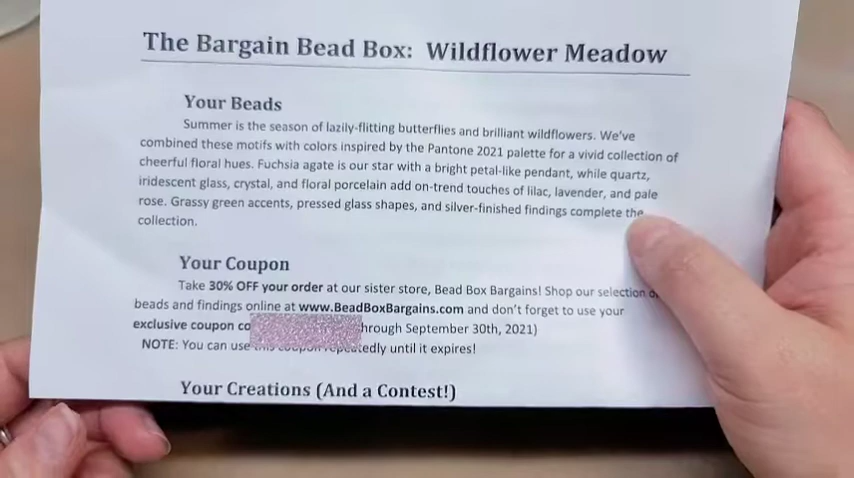 The Bargain Bead Box: Wildflower Meadow
Your Beads
Summer is the season of lazily-flitting butterflies and brilliant wildflowers. We've
combined these motifs with colors inspired by the Pantone 2021 palette for a vivid collection of
cheerful floral hues. Fuchsia agate is our star with a bright petal-like pendant, while quartz,
iridescent glass, crystal, and floral porcelain add on-trend touches of lilac, lavender, and pale
rose. Grassy green accents, pressed glass shapes, and silver-finished findings complete the
collection.
Your Coupon
Take 30% OFF your order at our sister store, Bead Box Bargains! Shop our selection
beads and findings online at www.BeadBoxBargains.com and don't forget to use your
exclusive coupon co hrough September 30th, 2021)
NOTE: You can use this coupon repeatedly until it expires!
Your Creations (And a Contest!)